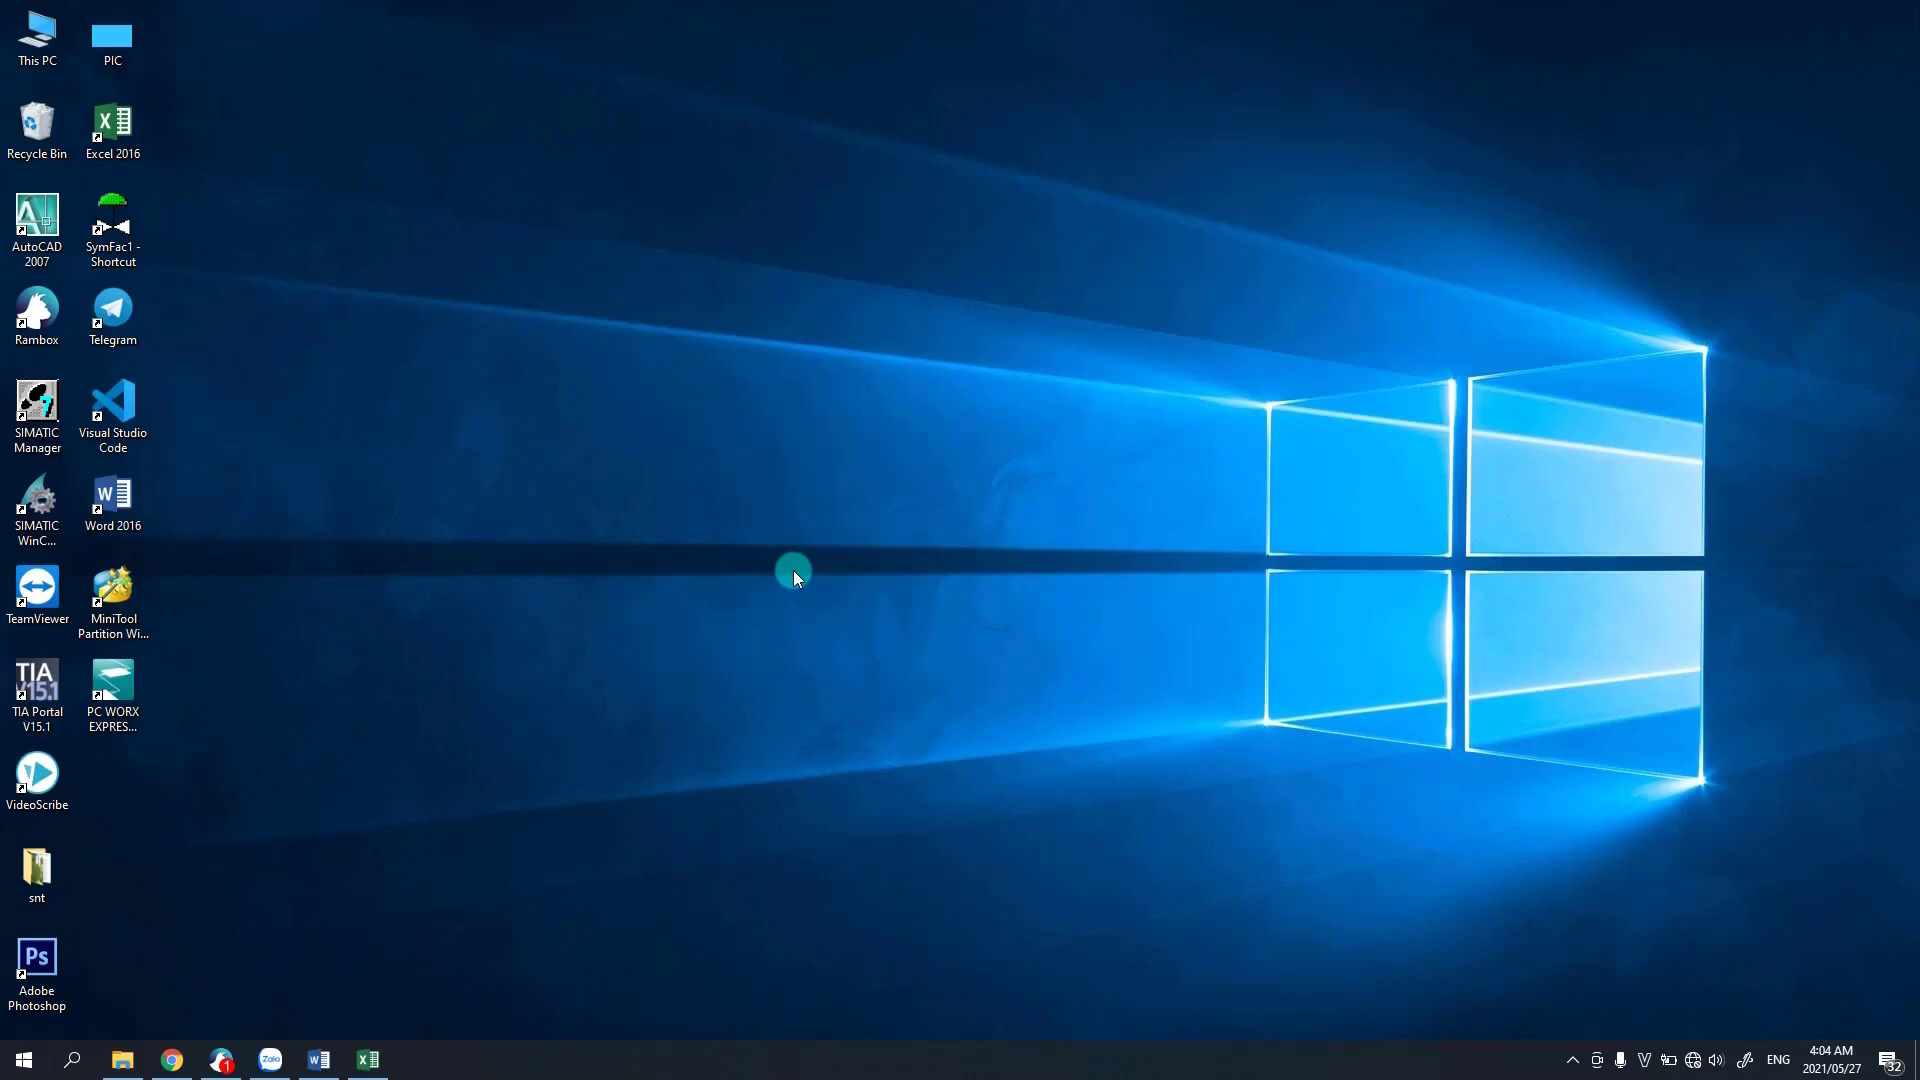 This PC
PIC
Recycle Bin
Excel 2016
AutoCAD
2007
SymFac1 -
Shortcut
Rambox
Telegram
SIMATIC
Manager
Visual Studio
Code
SIMATIC
WinC...
Word 2016
TeamViewer
MiniTool
Partition Wi...
TIA
V15.1
TIA Portal
V15.1
PC WORX
EXPRES...
VideoScribe
snt
Ps
Adobe
Photoshop
1
Zalo
ENG
4:04 AM
2021/05/27
32